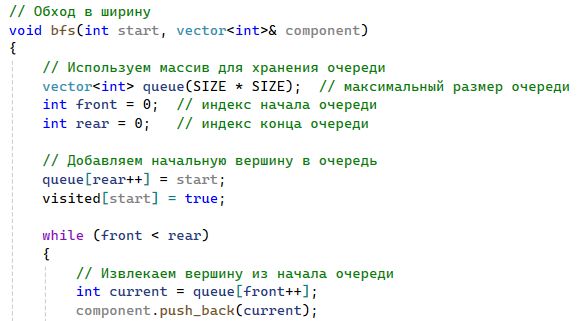 // Обход в ширину
void bfs(int start, vector<int>& component)
{
// Используем массив для хранения очереди
vector<int> queue(SIZE * SIZE);  // максимальный размер очереди
int front = 0;  // индекс начала очереди
int rear = 0;   // индекс конца очереди
// Добавляем начальную вершину в очередь
queue[rear++] = start;
visited[start] = true;
while (front < rear)
{
// Извлекаем вершину из начала очереди
int current = queue[front++];
component.push_back(current);